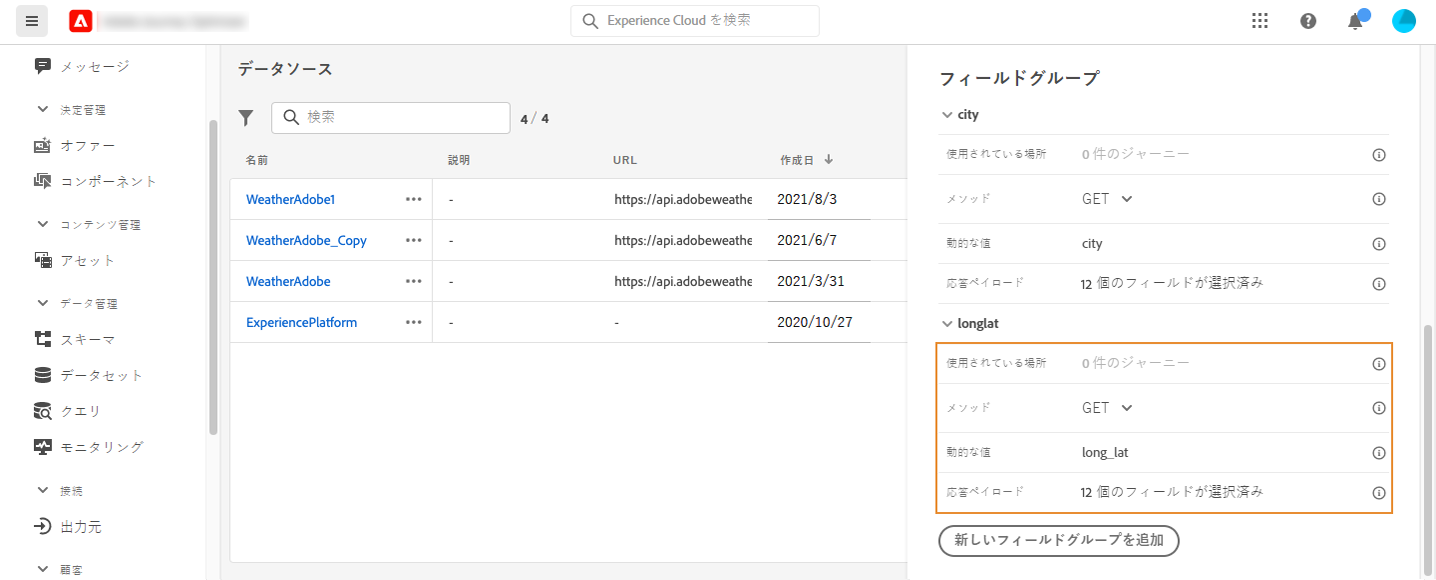 Experience Cloud を検索
メッセージ
決定管理
オファー
コンポーネント
コンテンツ管理
アセット
データ管理
スキーマ
データセット
クエリ
モニタリング
接続
出力元
顧客
データソース
検索
4 / 4
名前 説明 URL 作成日
WeatherAdobe1 ••• - https://api.adobeweathe 2021/8/3
WeatherAdobe_Copy ••• - https://api.adobeweathe 2021/6/7
WeatherAdobe ••• - https://api.adobeweathe 2021/3/31
ExperiencePlatform ••• - - 2020/10/27
フィールドグループ
city
使用されている場所 0 件のジャーニー
メソッド GET
動的な値 city
応答ペイロード 12 個のフィールドが選択済み
longlat
使用されている場所 0 件のジャーニー
メソッド GET
動的な値 long_lat
応答ペイロード 12 個のフィールドが選択済み
新しいフィールドグループを追加